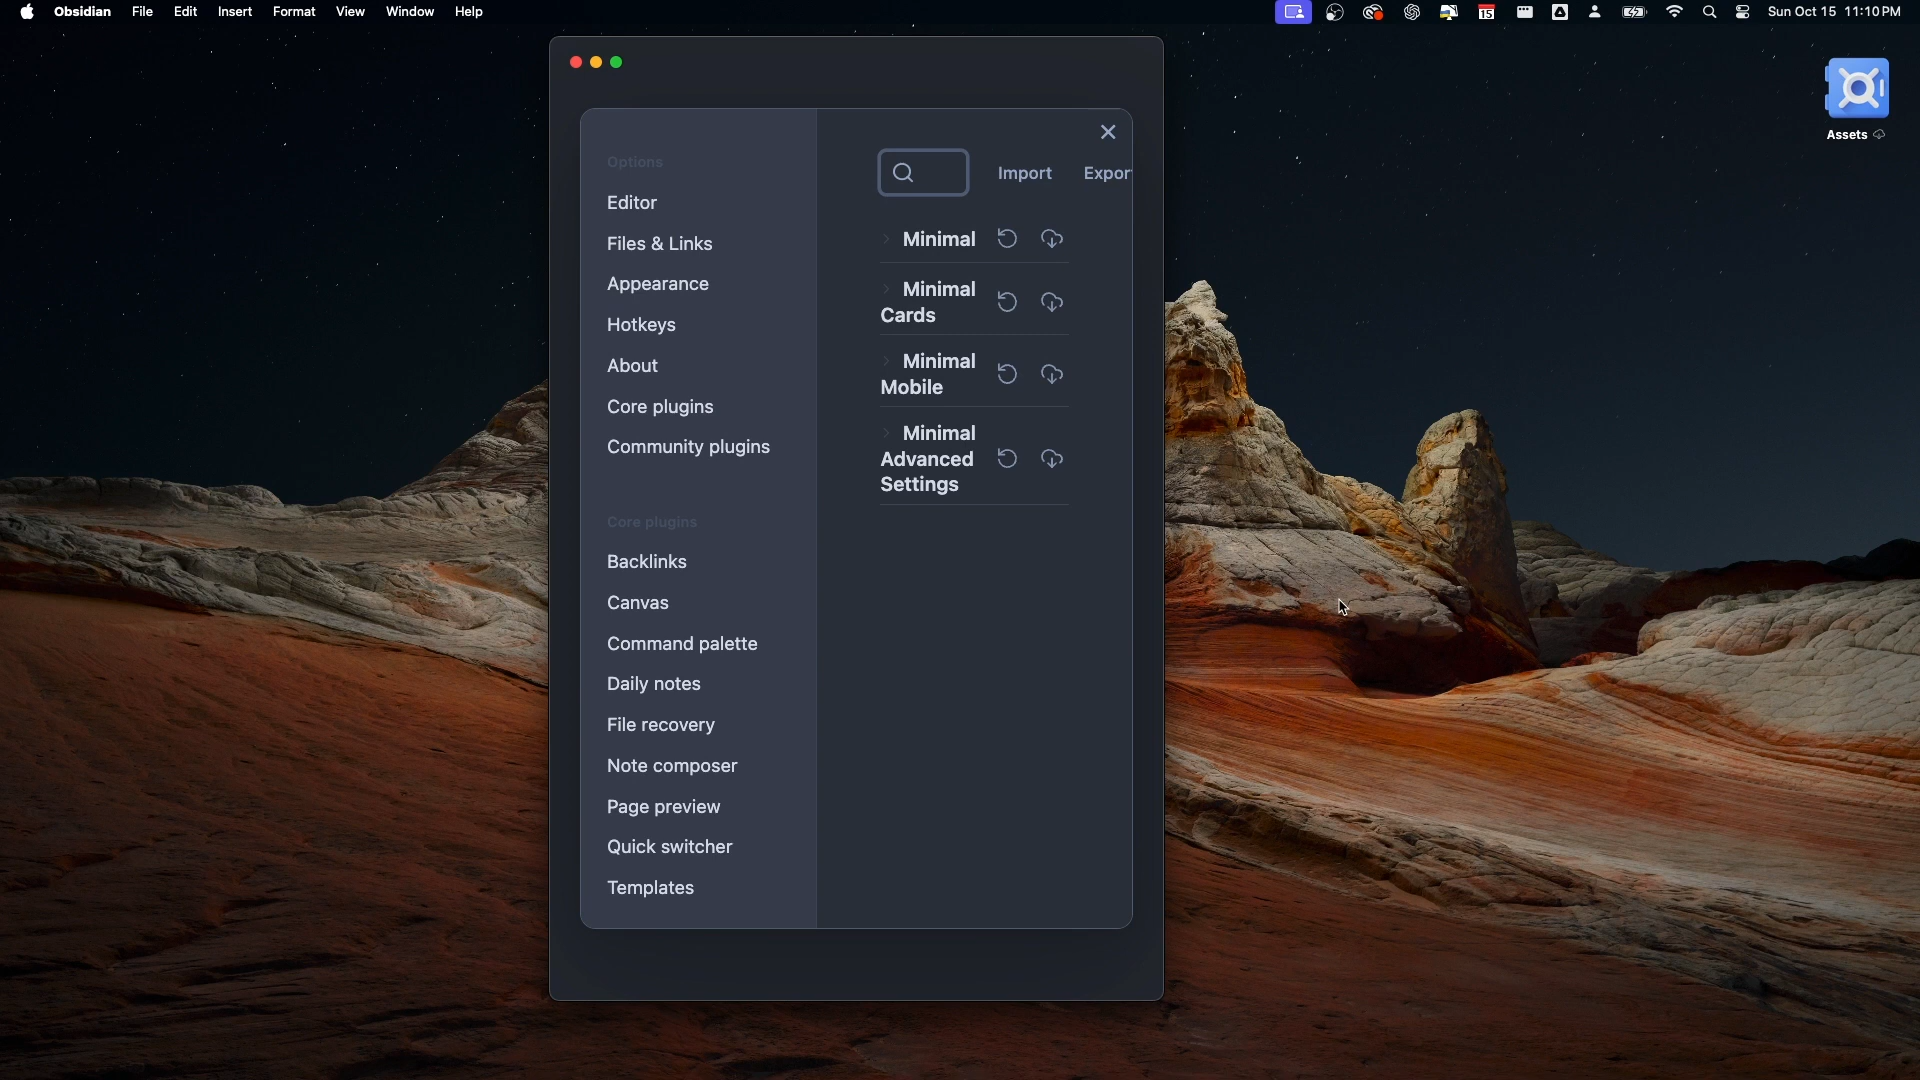 Obsidian File Edit Insert Format View Window Help
15
Sun Oct 15 11:10 PM
Assets
Options
Editor
Files & Links
Appearance
Hotkeys
About
Core plugins
Community plugins
Core plugins
Backlinks
Canvas
Command palette
Daily notes
File recovery
Note composer
Page preview
Quick switcher
Templates
Import Expor
Minimal
Minimal
Cards
Minimal
Mobile
Minimal
Advanced
Settings